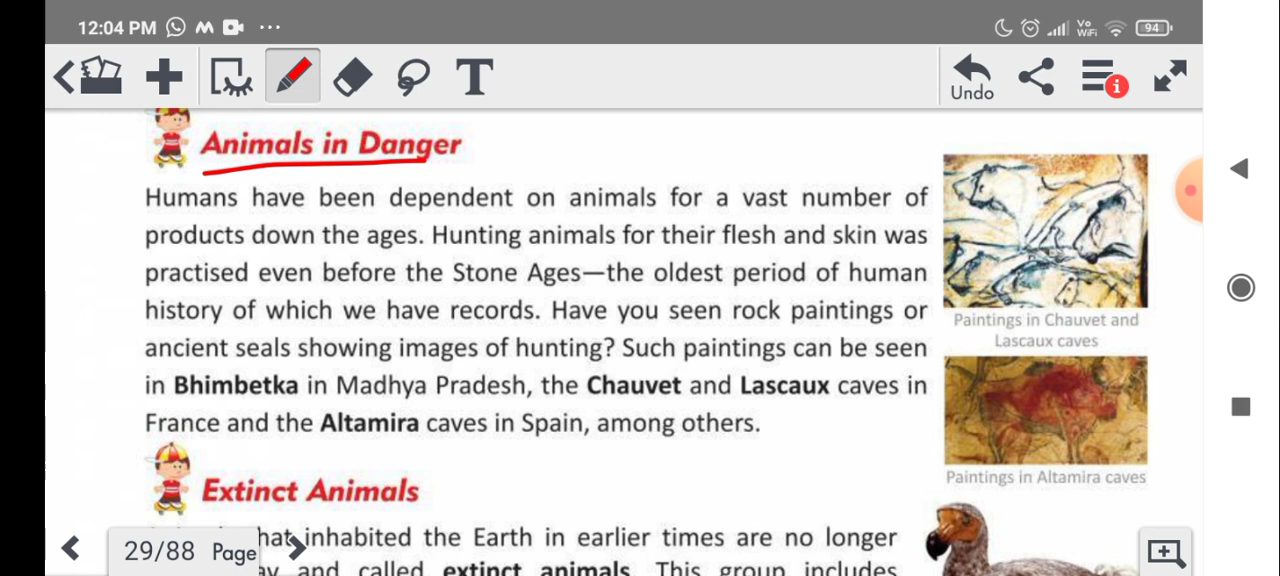 12:04 PM
Vo
WiFi
94
T
Undo
i
Animals in Danger
Humans have been dependent on animals for a vast number of
products down the ages. Hunting animals for their flesh and skin was
practised even before the Stone Ages—the oldest period of human
history of which we have records. Have you seen rock paintings or
ancient seals showing images of hunting? Such paintings can be seen
in Bhimbetka in Madhya Pradesh, the Chauvet and Lascaux caves in
France and the Altamira caves in Spain, among others.
Paintings in Chauvet and
Lascaux caves
Paintings in Altamira caves
Extinct Animals
hat inhabited the Earth in earlier times are no longer
29/88 Page
ay and called extinct animals. This group includes